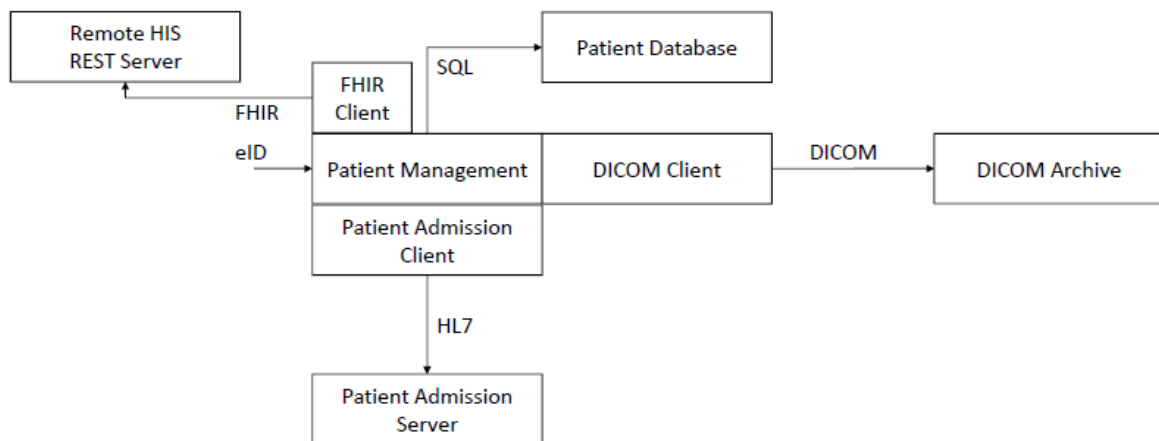 Remote HIS
REST Server
Patient Database
SQL
FHIR
Client
FHIR
eID
Patient Management
DICOM Client
DICOM
DICOM Archive
Patient Admission
Client
HL7
Patient Admission
Server